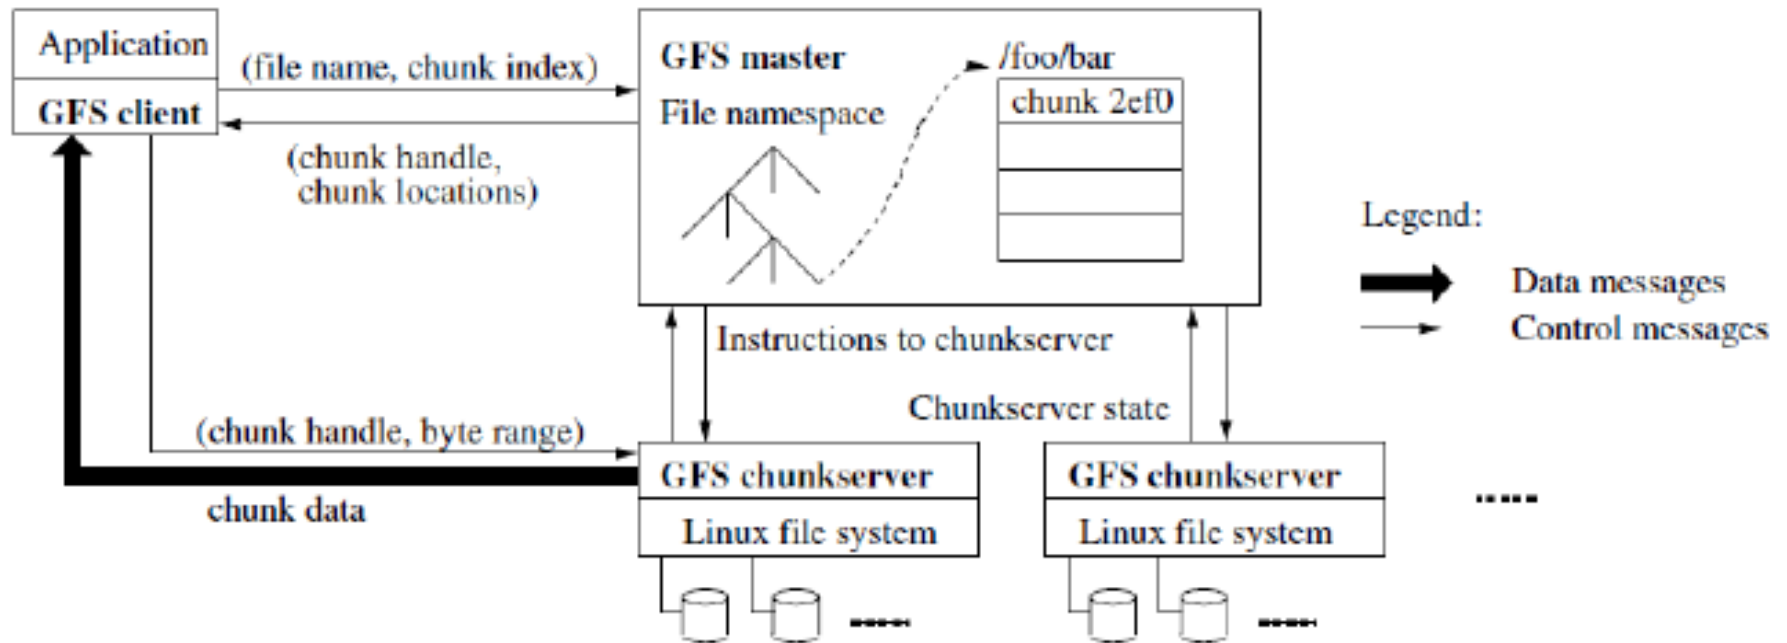 Application
GFS client
(file name, chunk index)
(chunk handle,
chunk locations)
GFS master
File namespace
/foo/bar
chunk 2ef0
Legend:
Data messages
Control messages
Instructions to chunkserver
Chunkserver state
(chunk handle, byte range)
chunk data
GFS chunkserver
Linux file system
GFS chunkserver
Linux file system